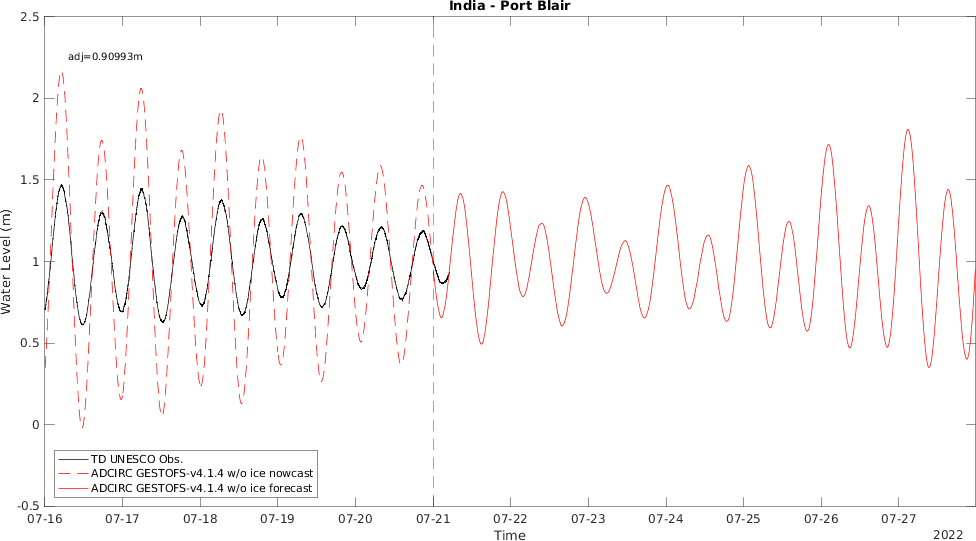 India - Port Blair
adj=0.90993m
2.5
2
1.5
1
0.5
0
-0.5
Water Level (m)
TD UNESCO Obs.
ADCIRC GESTOFS-v4.1.4 w/o ice nowcast
ADCIRC GESTOFS-v4.1.4 w/o ice forecast
07-16 07-17 07-18 07-19 07-20 07-21 07-22 07-23 07-24 07-25 07-26 07-27
Time
2022